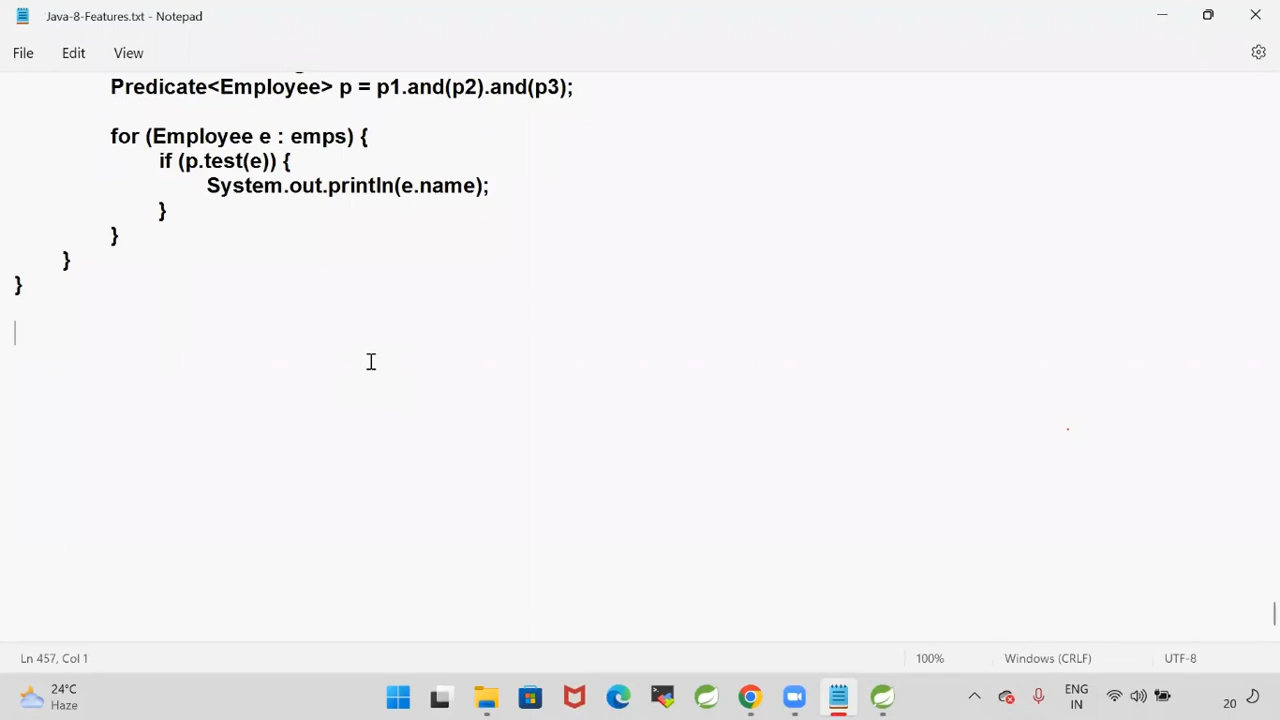 Java-8-Features.txt - Notepad
File Edit View
Predicate<Employee> p = p1.and(p2).and(p3);
for (Employee e : emps) {
if (p.test(e)) {
System.out.println(e.name);
}
}
}
}
Ln 457, Col 1 100% Windows (CRLF) UTF-8
24°C
Haze
ENG
IN
20